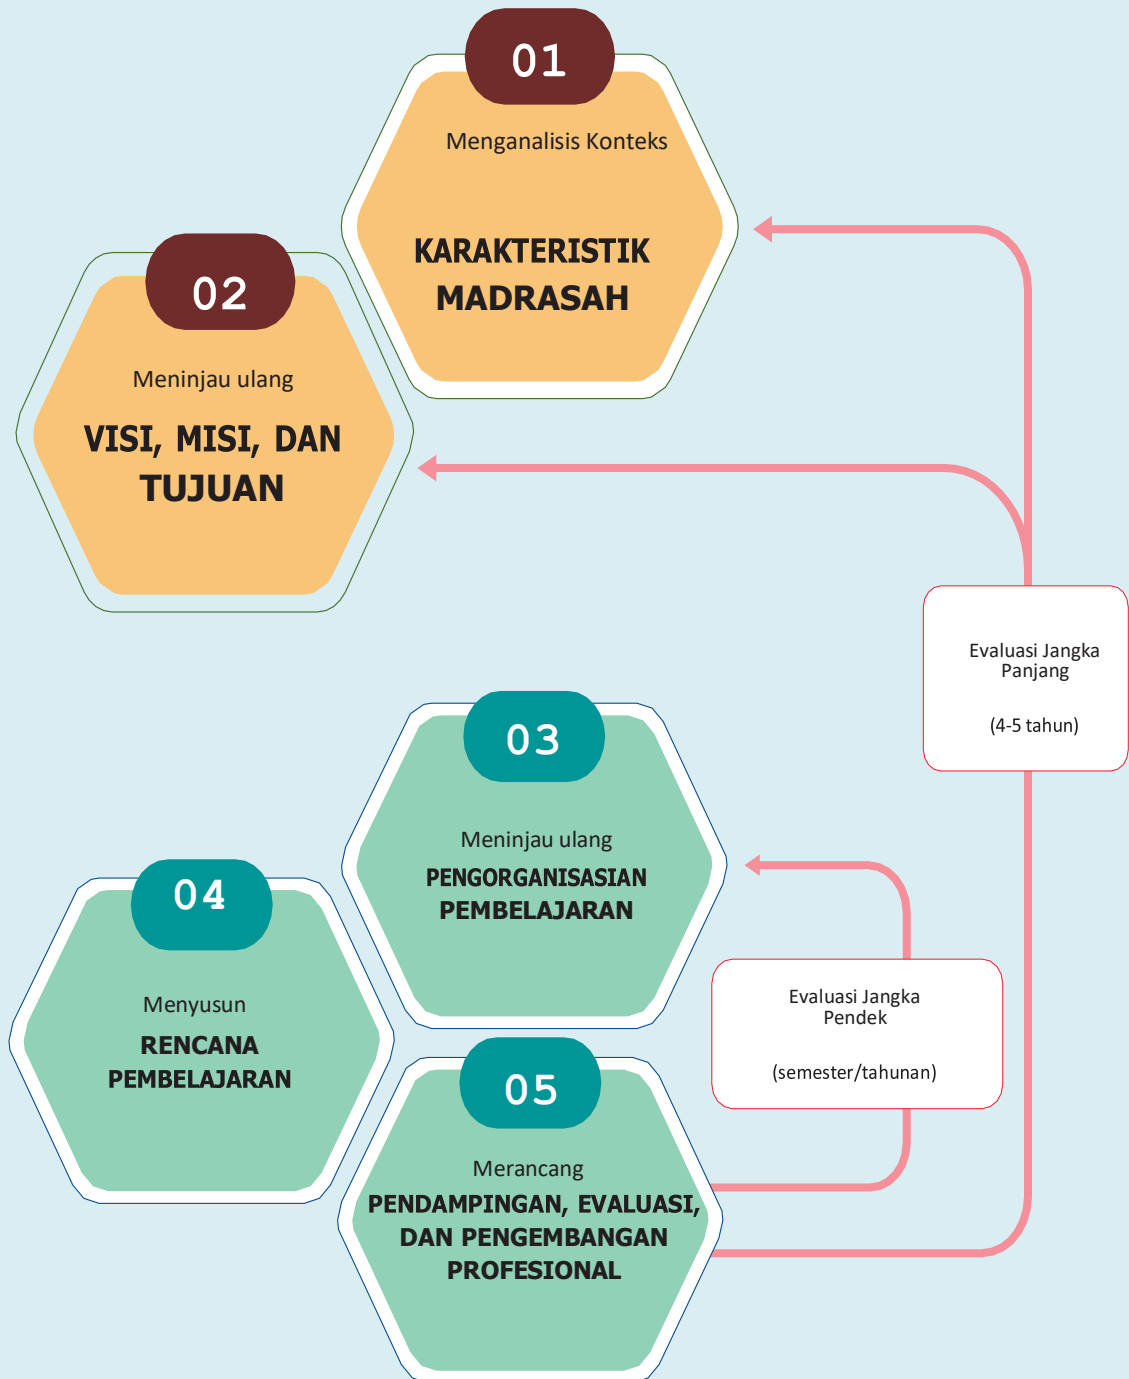 01
Menganalisis Konteks
KARAKTERISTIK
MADRASAH
02
Meninjau ulang
VISI, MISI, DAN
TUJUAN
Evaluasi Jangka
Panjang
(4-5 tahun)
03
Meninjau ulang
PENGORGANISASIAN
PEMBELAJARAN
04
Menyusun
RENCANA
PEMBELAJARAN
Evaluasi Jangka
Pendek
(semester/tahunan)
05
Merancang
PENDAMPINGAN, EVALUASI,
DAN PENGEMBANGAN
PROFESIONAL